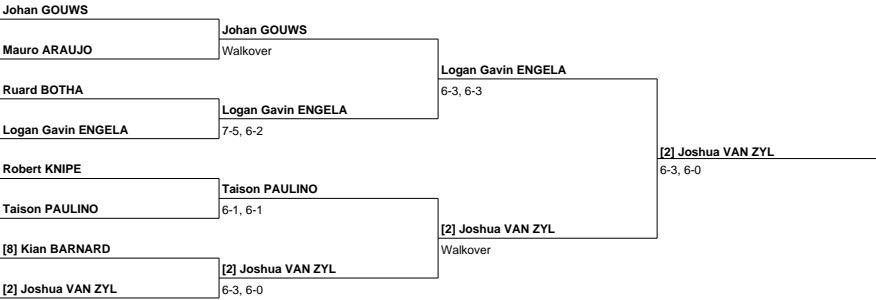 Johan GOUWS
Johan GOUWS
Mauro ARAUJO
Walkover
Logan Gavin ENGELA
Ruard BOTHA
6-3, 6-3
Logan Gavin ENGELA
Logan Gavin ENGELA
7-5, 6-2
[2] Joshua VAN ZYL
Robert KNIPE
6-3, 6-0
Taison PAULINO
Taison PAULINO
6-1, 6-1
[2] Joshua VAN ZYL
[8] Kian BARNARD
Walkover
[2] Joshua VAN ZYL
[2] Joshua VAN ZYL
6-3, 6-0